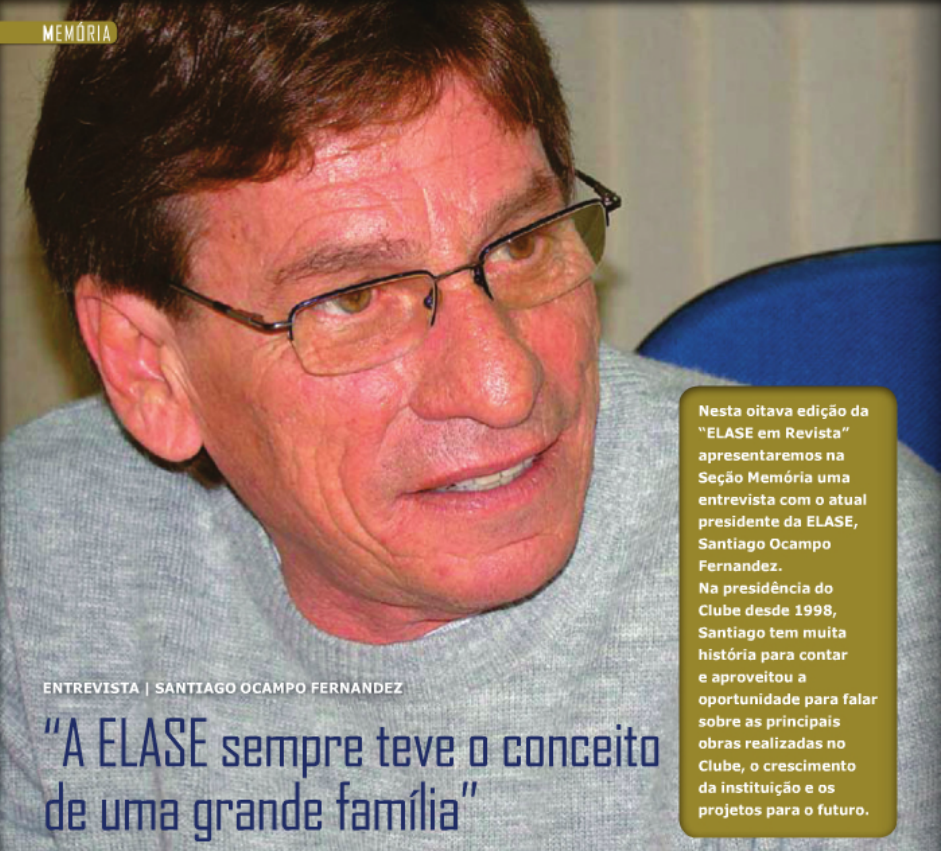 MEMÓRIA
Nesta oitava edição da
“ELASE em Revista”
apresentaremos na
Seção Memória uma
entrevista com o atual
presidente da ELASE,
Santiago Ocampo
Fernandez.
Na presidência do
Clube desde 1998,
Santiago tem muita
história para contar
e aproveitou a
oportunidade para falar
sobre as principais
obras realizadas no
Clube, o crescimento
da instituição e os
projetos para o futuro.
ENTREVISTA | SANTIAGO OCAMPO FERNANDEZ
“A ELASE sempre teve o conceito
de uma grande família”